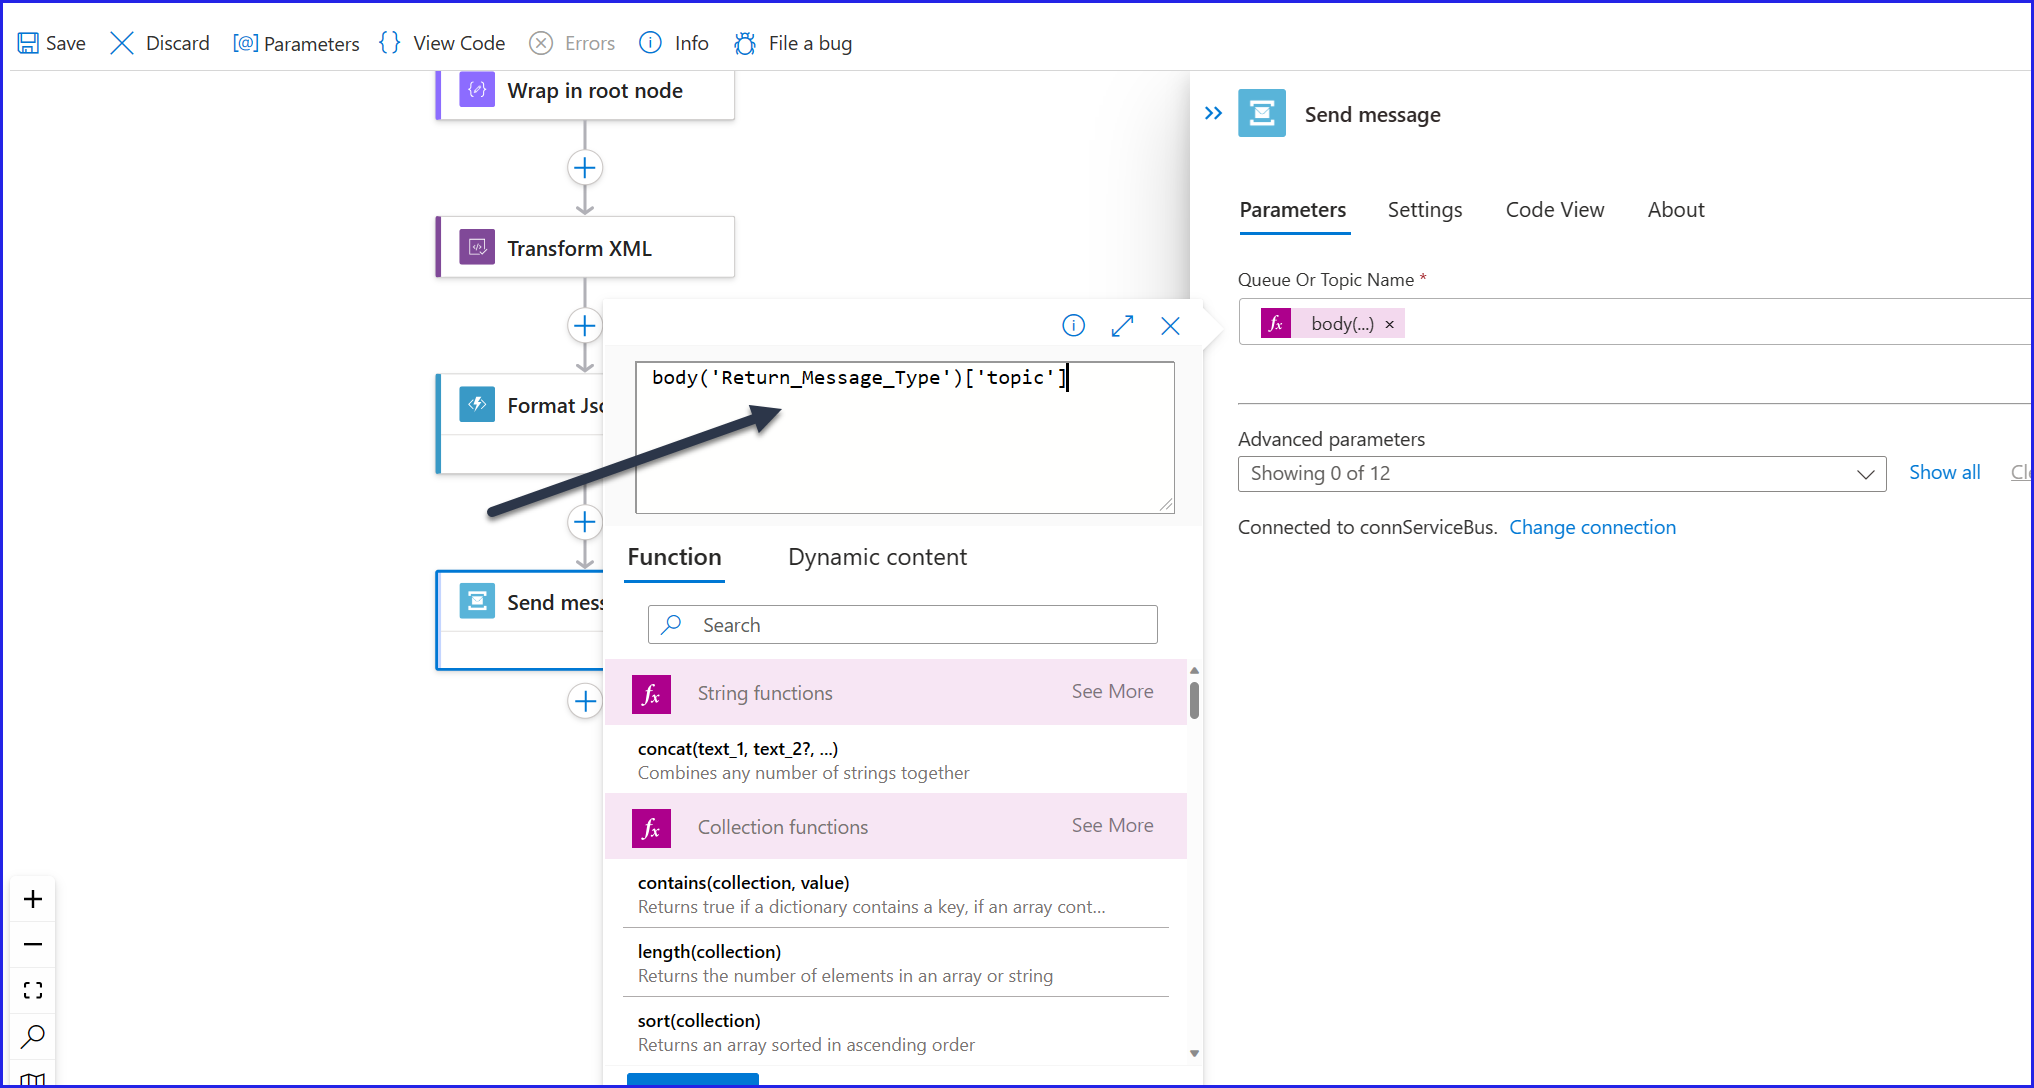 Save Discard [@] Parameters {} View Code Errors Info File a bug
Wrap in root node
Transform XML
Format Jsc
Send mess
body('Return_Message_Type')['topic']
Function Dynamic content
Search
fx String functions See More
concat(text_1, text_2?, ...)
Combines any number of strings together
fx Collection functions See More
contains(collection, value)
Returns true if a dictionary contains a key, if an array cont...
length(collection)
Returns the number of elements in an array or string
sort(collection)
Returns an array sorted in ascending order
Send message
Parameters Settings Code View About
Queue Or Topic Name *
fx body(...) ×
Advanced parameters
Showing 0 of 12 Show all Cl
Connected to connServiceBus. Change connection